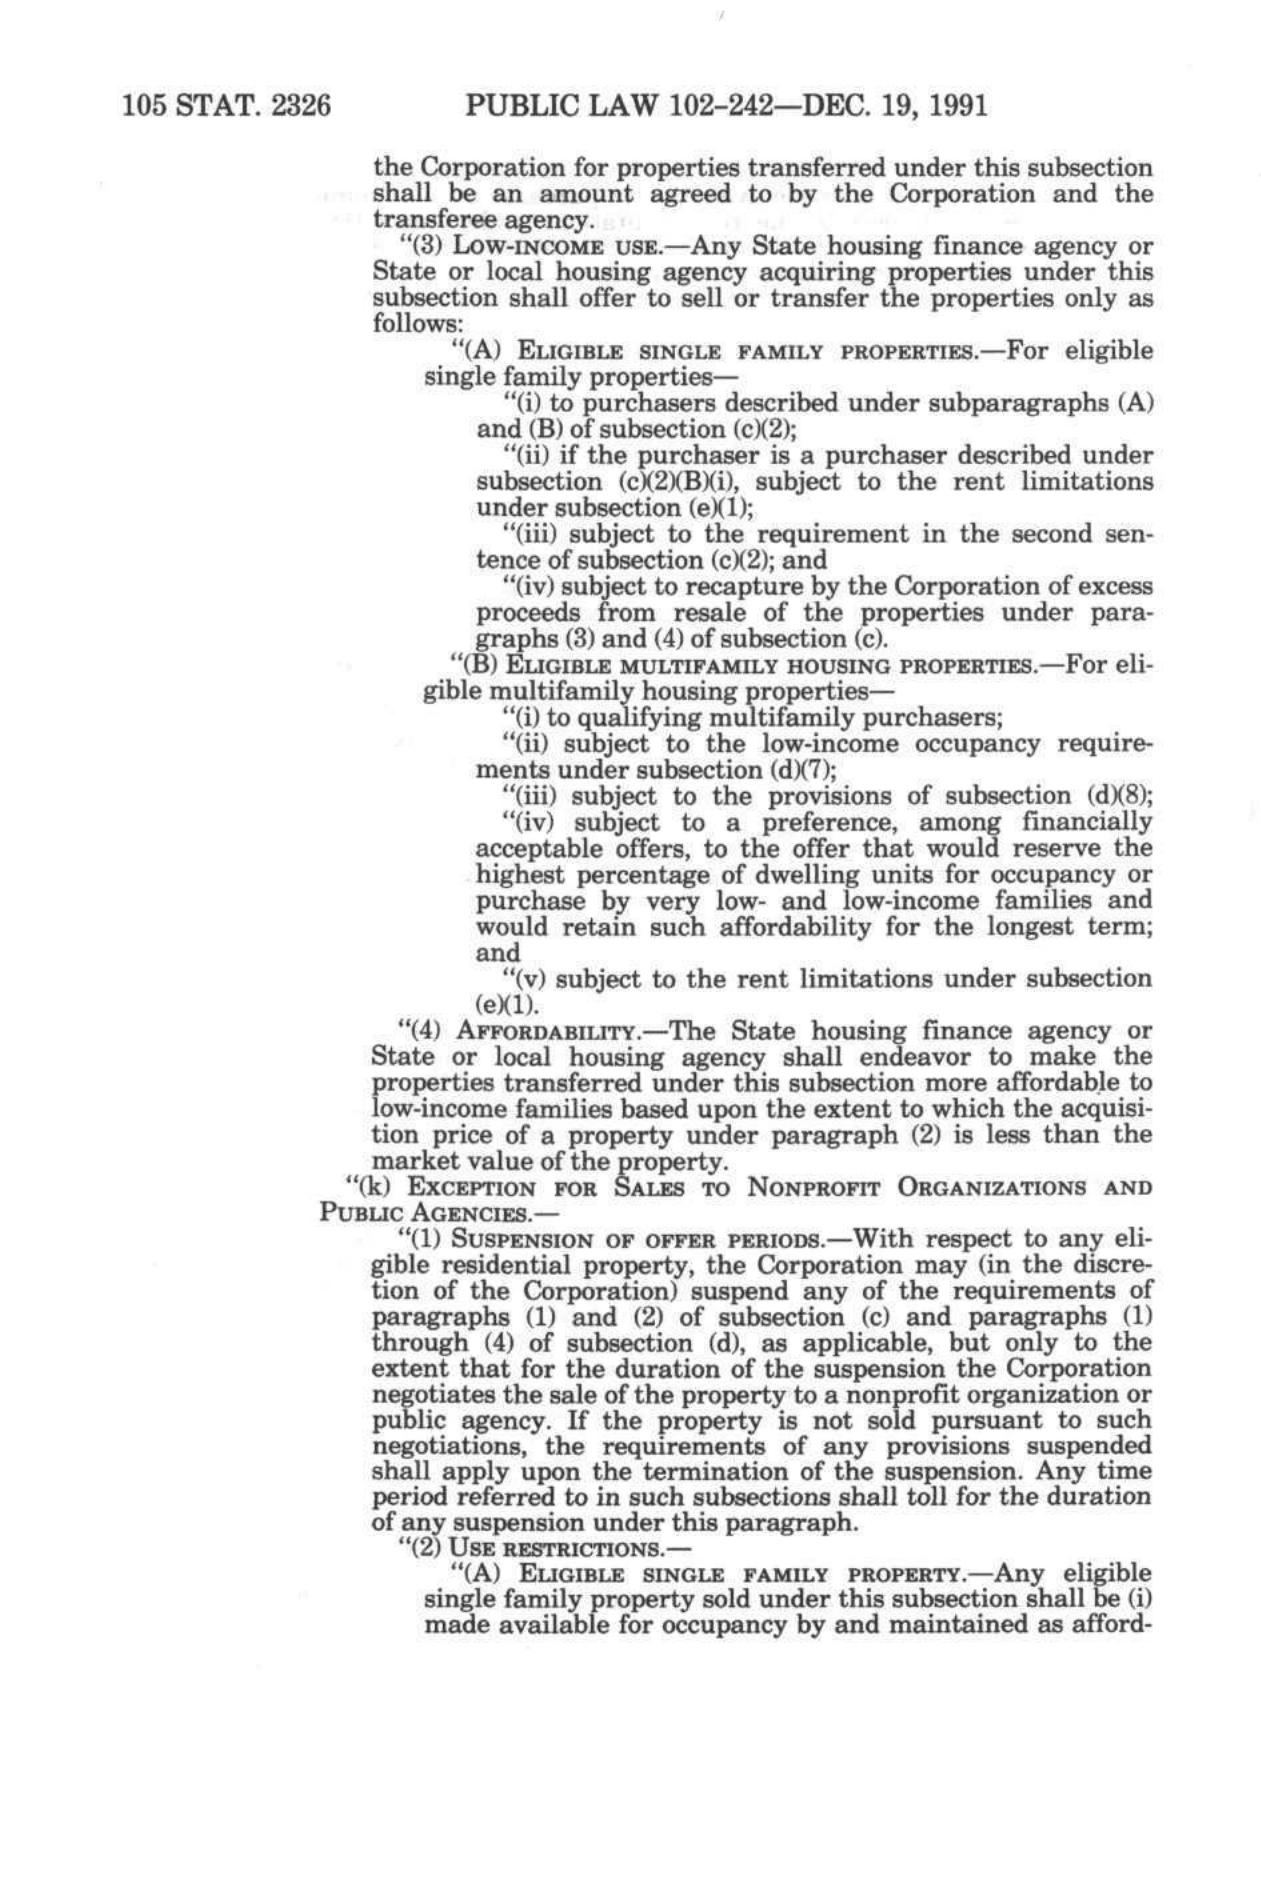 105 STAT. 2326 PUBLIC LAW 102-242—DEC. 19, 1991
the Corporation for properties transferred under this subsection
shall be an amount agreed to by the Corporation and the
transferee agency.
“(3) LOW-INCOME USE.—Any State housing finance agency or
State or local housing agency acquiring properties under this
subsection shall offer to sell or transfer the properties only as
follows:
“(A) ELIGIBLE SINGLE FAMILY PROPERTIES.—For eligible
single family properties—
“(i) to purchasers described under subparagraphs (A)
and (B) of subsection (c)(2);
“(ii) if the purchaser is a purchaser described under
subsection (c)(2)(B)(i), subject to the rent limitations
under subsection (e)(1);
“(iii) subject to the requirement in the second sen-
tence of subsection (c)(2); and
“(iv) subject to recapture by the Corporation of excess
proceeds from resale of the properties under para-
graphs (3) and (4) of subsection (c).
“(B) ELIGIBLE MULTIFAMILY HOUSING PROPERTIES.—For eli-
gible multifamily housing properties—
“(i) to qualifying multifamily purchasers;
“(ii) subject to the low-income occupancy require-
ments under subsection (d)(7);
“(iii) subject to the provisions of subsection (d)(8);
“(iv) subject to a preference, among financially
acceptable offers, to the offer that would reserve the
highest percentage of dwelling units for occupancy or
purchase by very low- and low-income families and
would retain such affordability for the longest term;
and
“(v) subject to the rent limitations under subsection
(e)(1).
“(4) AFFORDABILITY.—The State housing finance agency or
State or local housing agency shall endeavor to make the
properties transferred under this subsection more affordable to
low-income families based upon the extent to which the acquisi-
tion price of a property under paragraph (2) is less than the
market value of the property.
“(k) EXCEPTION FOR SALES TO NONPROFIT ORGANIZATIONS AND
PUBLIC AGENCIES.—
“(1) SUSPENSION OF OFFER PERIODS.—With respect to any eli-
gible residential property, the Corporation may (in the discre-
tion of the Corporation) suspend any of the requirements of
paragraphs (1) and (2) of subsection (c) and paragraphs (1)
through (4) of subsection (d), as applicable, but only to the
extent that for the duration of the suspension the Corporation
negotiates the sale of the property to a nonprofit organization or
public agency. If the property is not sold pursuant to such
negotiations, the requirements of any provisions suspended
shall apply upon the termination of the suspension. Any time
period referred to in such subsections shall toll for the duration
of any suspension under this paragraph.
“(2) USE RESTRICTIONS.—
“(A) ELIGIBLE SINGLE FAMILY PROPERTY.—Any eligible
single family property sold under this subsection shall be (i)
made available for occupancy by and maintained as afford-